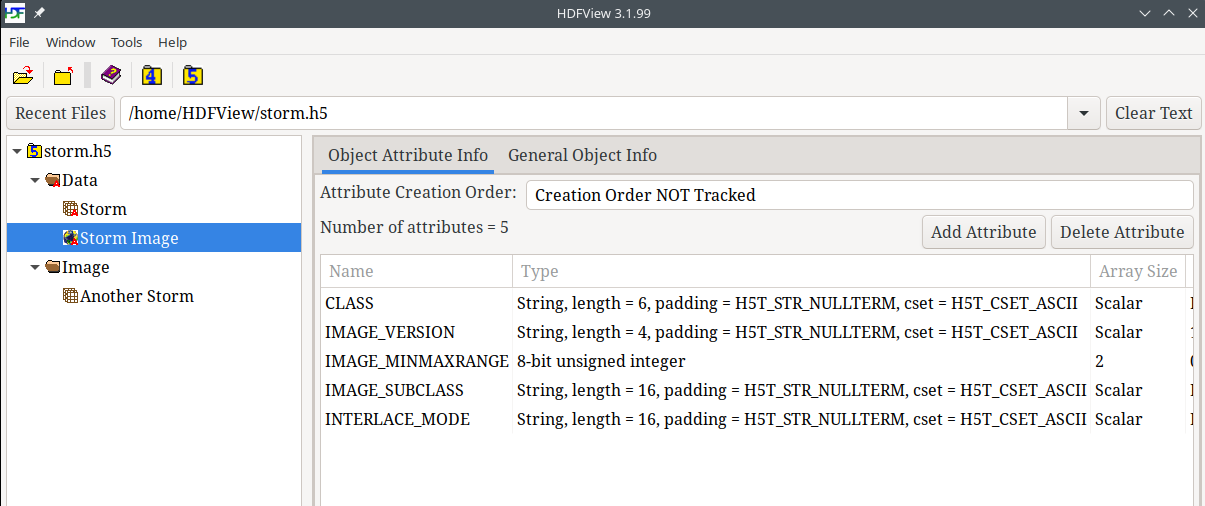 HDF HDFView 3.1.99
File Window Tools Help
4 5
Recent Files /home/HDFView/storm.h5 Clear Text
5 storm.h5
Data
Storm
Storm Image
Image
Another Storm
Object Attribute Info General Object Info
Attribute Creation Order: Creation Order NOT Tracked
Number of attributes = 5 Add Attribute Delete Attribute
Name Type Array Size
CLASS String, length = 6, padding = H5T_STR_NULLTERM, cset = H5T_CSET_ASCII Scalar
IMAGE_VERSION String, length = 4, padding = H5T_STR_NULLTERM, cset = H5T_CSET_ASCII Scalar
IMAGE_MINMAXRANGE 8-bit unsigned integer 2
IMAGE_SUBCLASS String, length = 16, padding = H5T_STR_NULLTERM, cset = H5T_CSET_ASCII Scalar
INTERLACE_MODE String, length = 16, padding = H5T_STR_NULLTERM, cset = H5T_CSET_ASCII Scalar